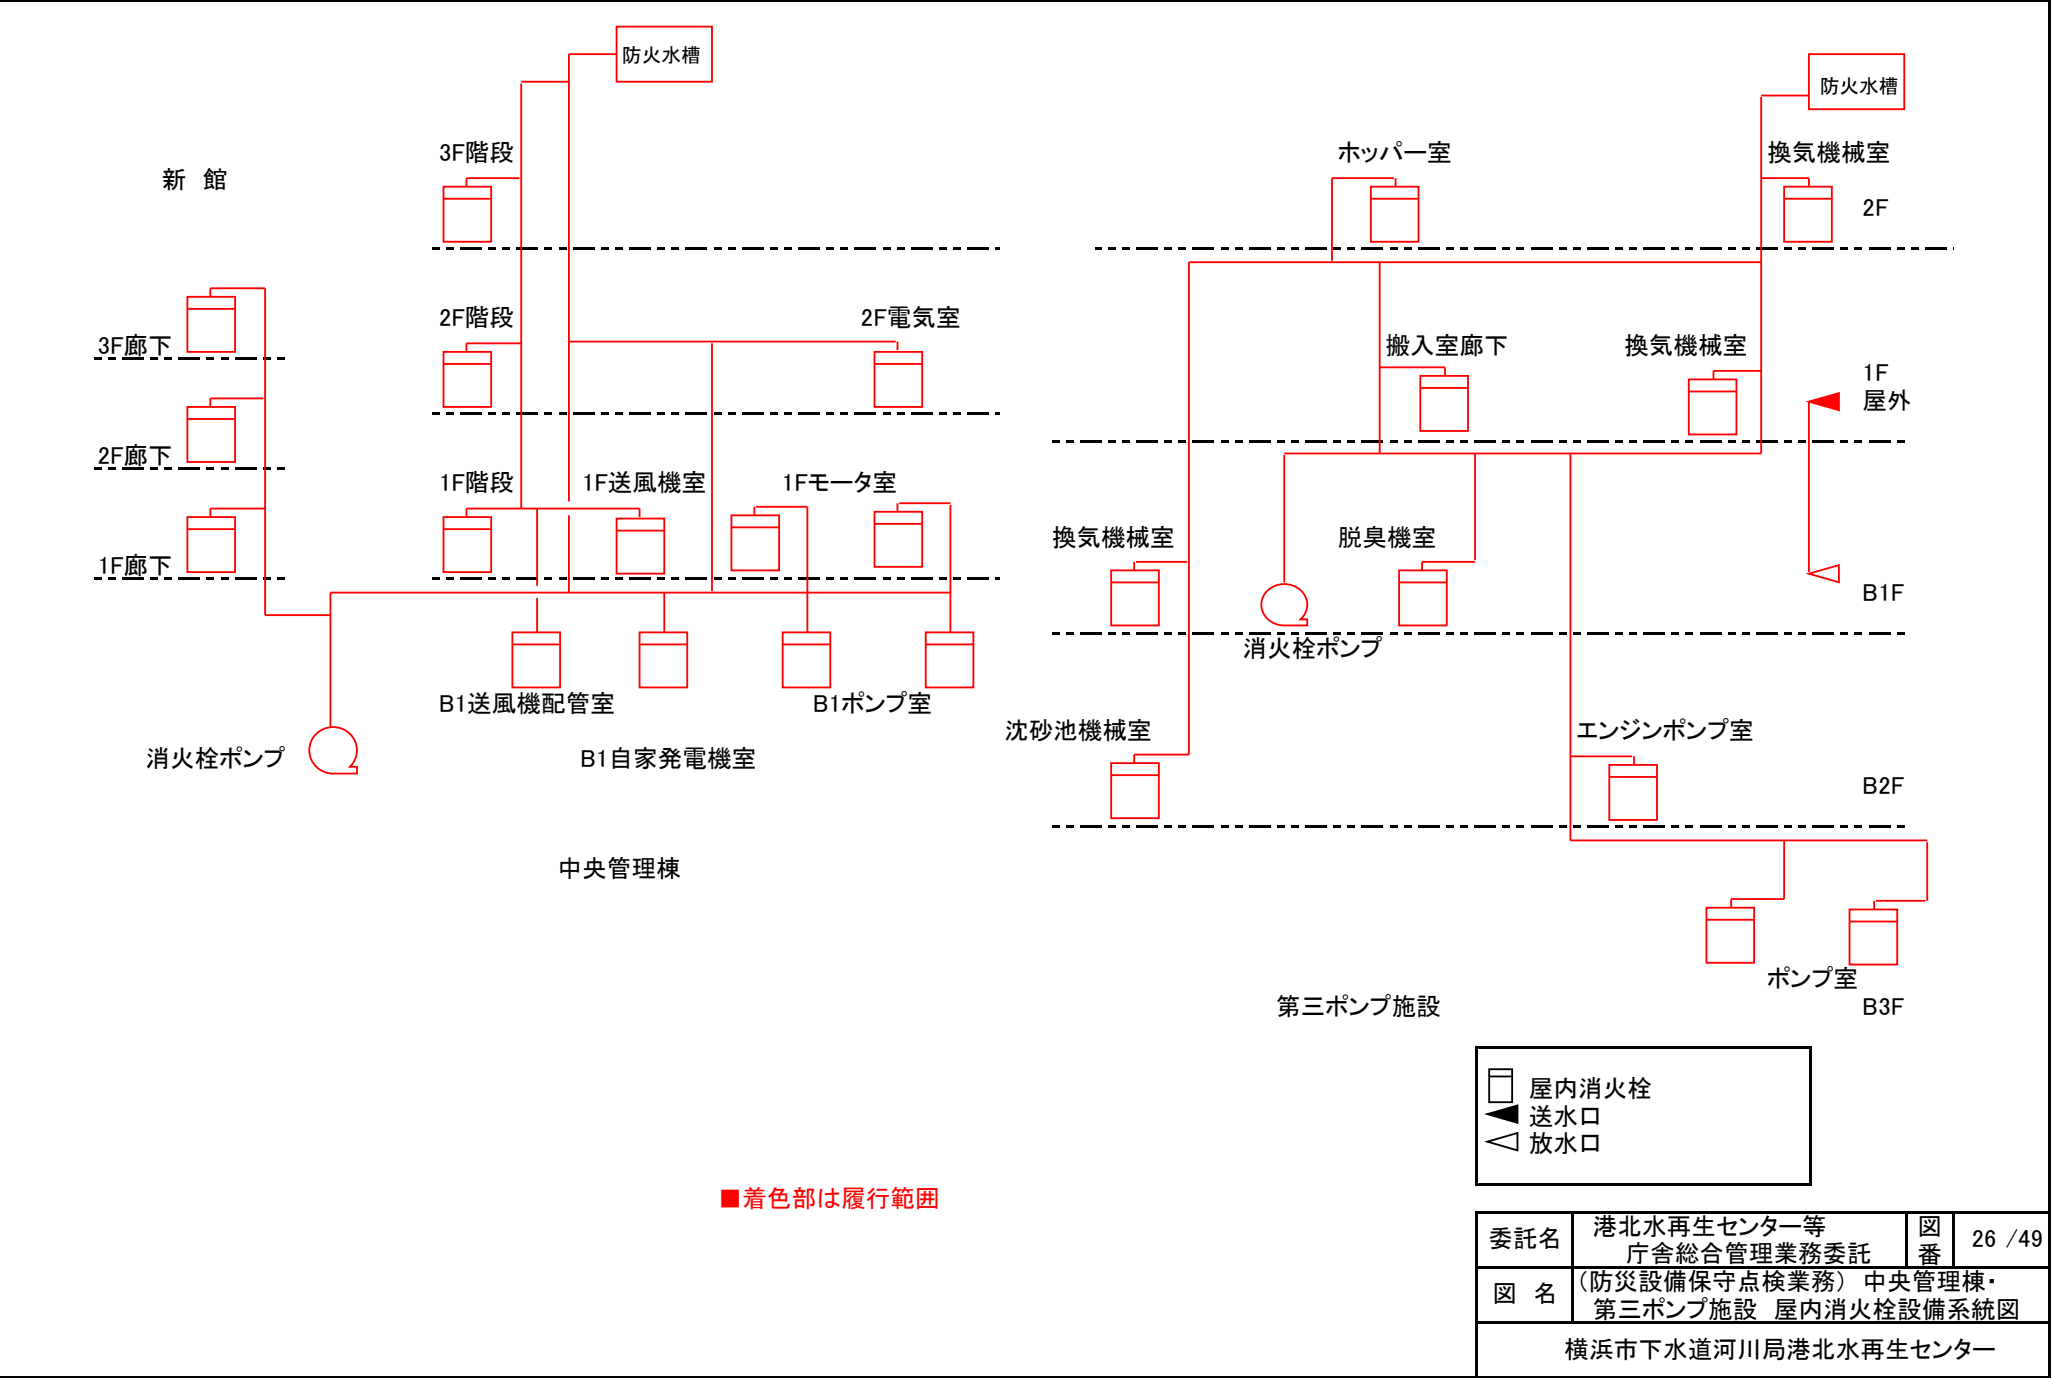 防火水槽
3F階段
新 館
2F階段
2F電気室
3F廊下
2F廊下
1F階段
1F送風機室
1Fモータ室
1F廊下
B1送風機配管室
B1ポンプ室
消火栓ポンプ
B1自家発電機室
中央管理棟
防火水槽
ホッパー室
換気機械室
2F
搬入室廊下
換気機械室
1F
屋外
換気機械室
脱臭機室
B1F
消火栓ポンプ
沈砂池機械室
エンジンポンプ室
B2F
ポンプ室
第三ポンプ施設
B3F
屋内消火栓
送水口
放水口
■着色部は履行範囲
委託名
港北水再生センター等
庁舎総合管理業務委託
図
番
26 /49
図 名
(防災設備保守点検業務) 中央管理棟・
第三ポンプ施設 屋内消火栓設備系統図
横浜市下水道河川局港北水再生センター